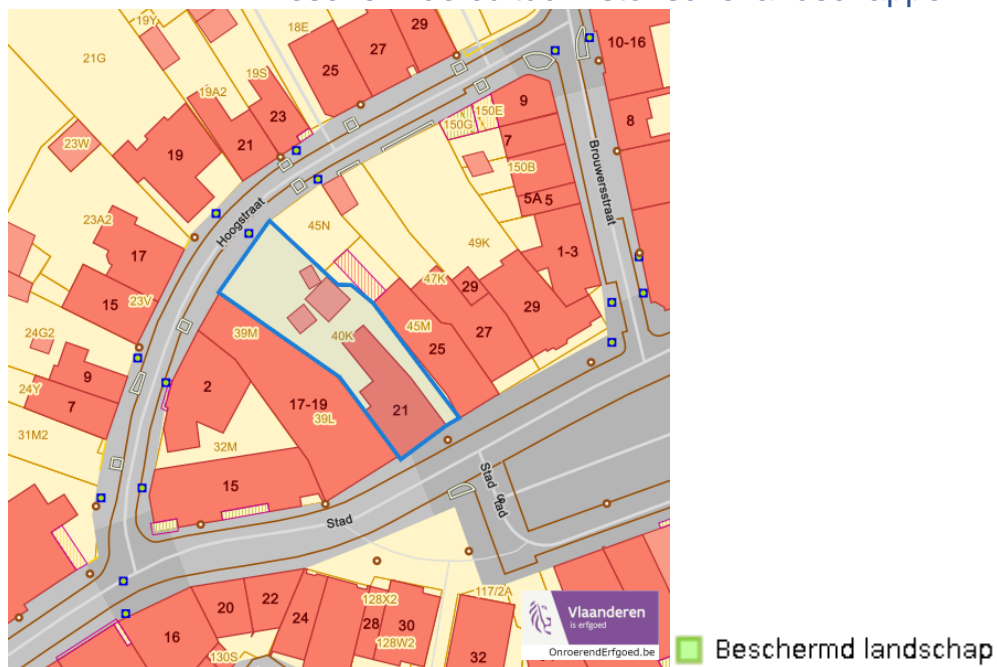 19Y
18E
29
27
21G
25
10-16
19S
19A2
23
150E
9
150G
8
23W
19
21
7
150B
5A 5
Brouwersstraat
Hoogstraat
23A2
45N
49K
17
1-3
47K
29
15
23V
29
24G2
39M
40K
45M
27
25
9
2
24Y
7
17-19
21
39L
31M2
32M
15
Stad
Stad
Stad
20
22
24
128X2
28
30
117/2A
16
128W2
130S
32
Vlaanderen
is erfgoed
OnroerendErfgoed.be
Beschermd landschap